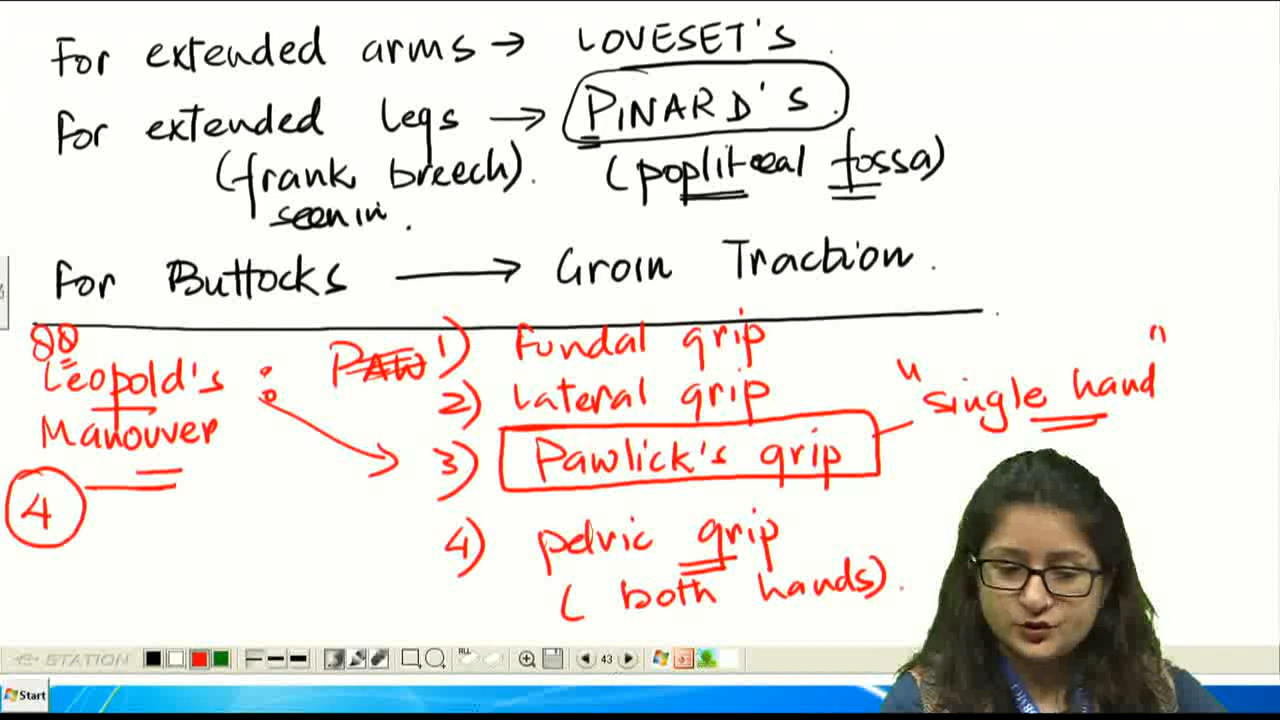 For extended arms → LOVESET'S.
For extended legs → PINARD'S.
(frank breech). (popliteal fossa)
seen in.
For Buttocks → Groin Traction.
Leopold's : 1) Fundal grip
Manouver 2) Lateral grip
3) Pawlick's grip "single hand"
4 4) pelvic grip
(both hands).
STATION
ALL
43
Start